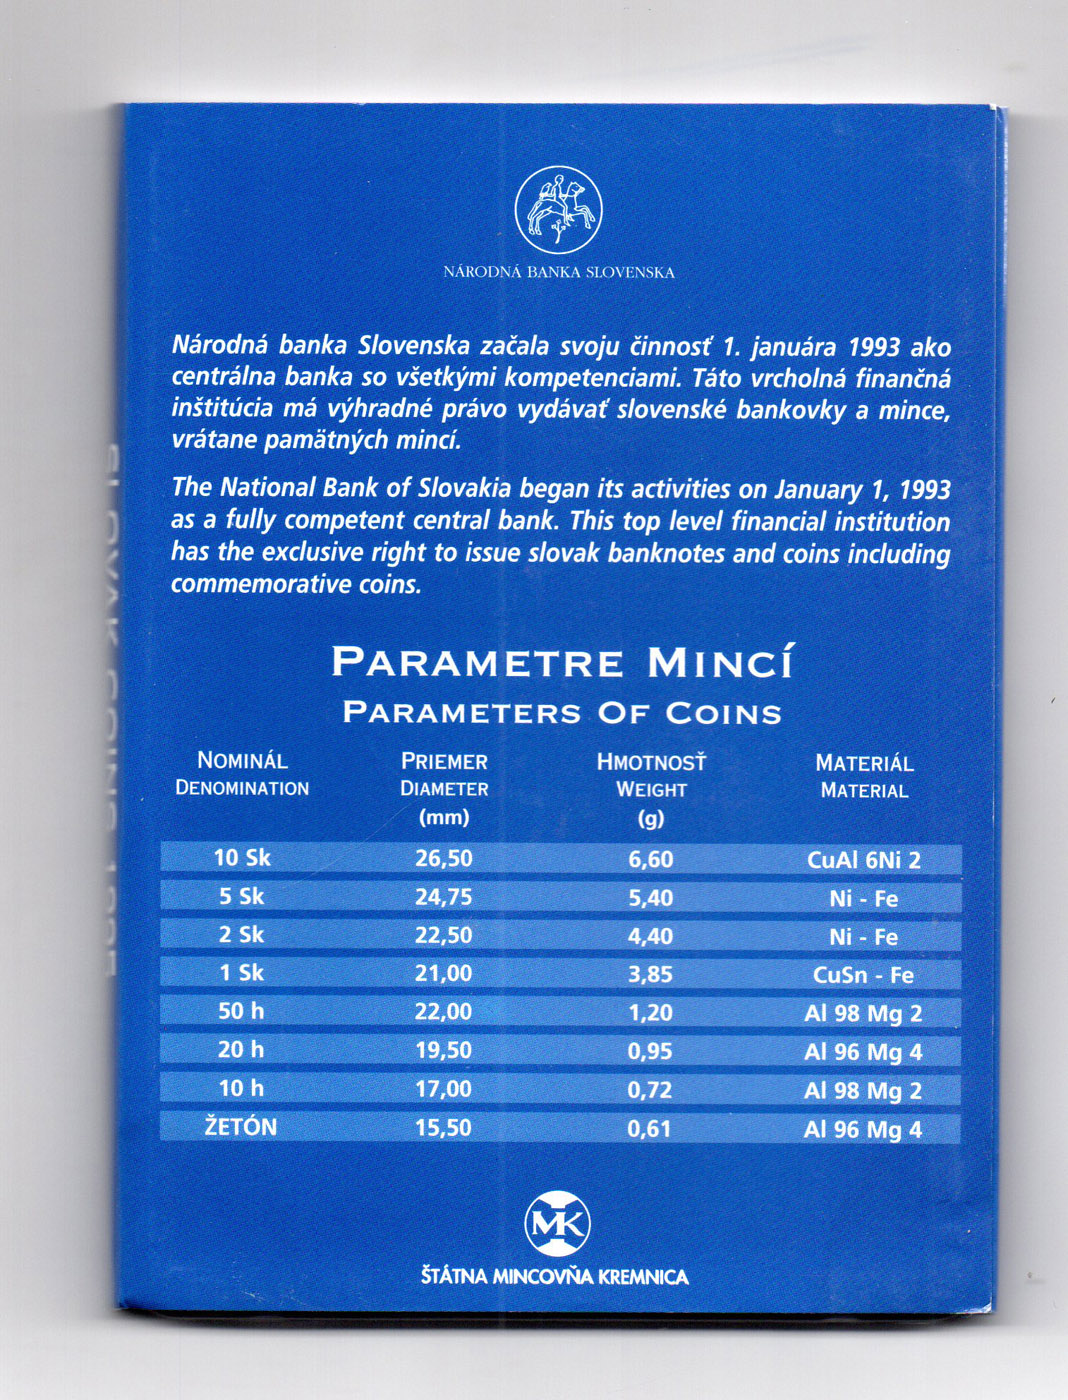 NÁRODNÁ BANKA SLOVENSKA
Národná banka Slovenska začala svoju činnosť 1. januára 1993 ako
centrálna banka so všetkými kompetenciami. Táto vrcholná finančná
inštitúcia má výhradné právo vydávať slovenské bankovky a mince,
vrátane pamätných mincí.
The National Bank of Slovakia began its activities on January 1, 1993
as a fully competent central bank. This top level financial institution
has the exclusive right to issue slovak banknotes and coins including
commemorative coins.
PARAMETRE MINCÍ
PARAMETERS OF COINS
NOMINÁL PRIEMER HMOTNOSŤ MATERIÁL
DENOMINATION DIAMETER WEIGHT MATERIAL
(mm) (g)
10 Sk 26,50 6,60 CuAl 6Ni 2
5 Sk 24,75 5,40 Ni - Fe
2 Sk 22,50 4,40 Ni - Fe
1 Sk 21,00 3,85 CuSn - Fe
50 h 22,00 1,20 Al 98 Mg 2
20 h 19,50 0,95 Al 96 Mg 4
10 h 17,00 0,72 Al 98 Mg 2
ŽETÓN 15,50 0,61 Al 96 Mg 4
MK
ŠTÁTNA MINCOVŇA KREMNICA
SLOVAK COINS